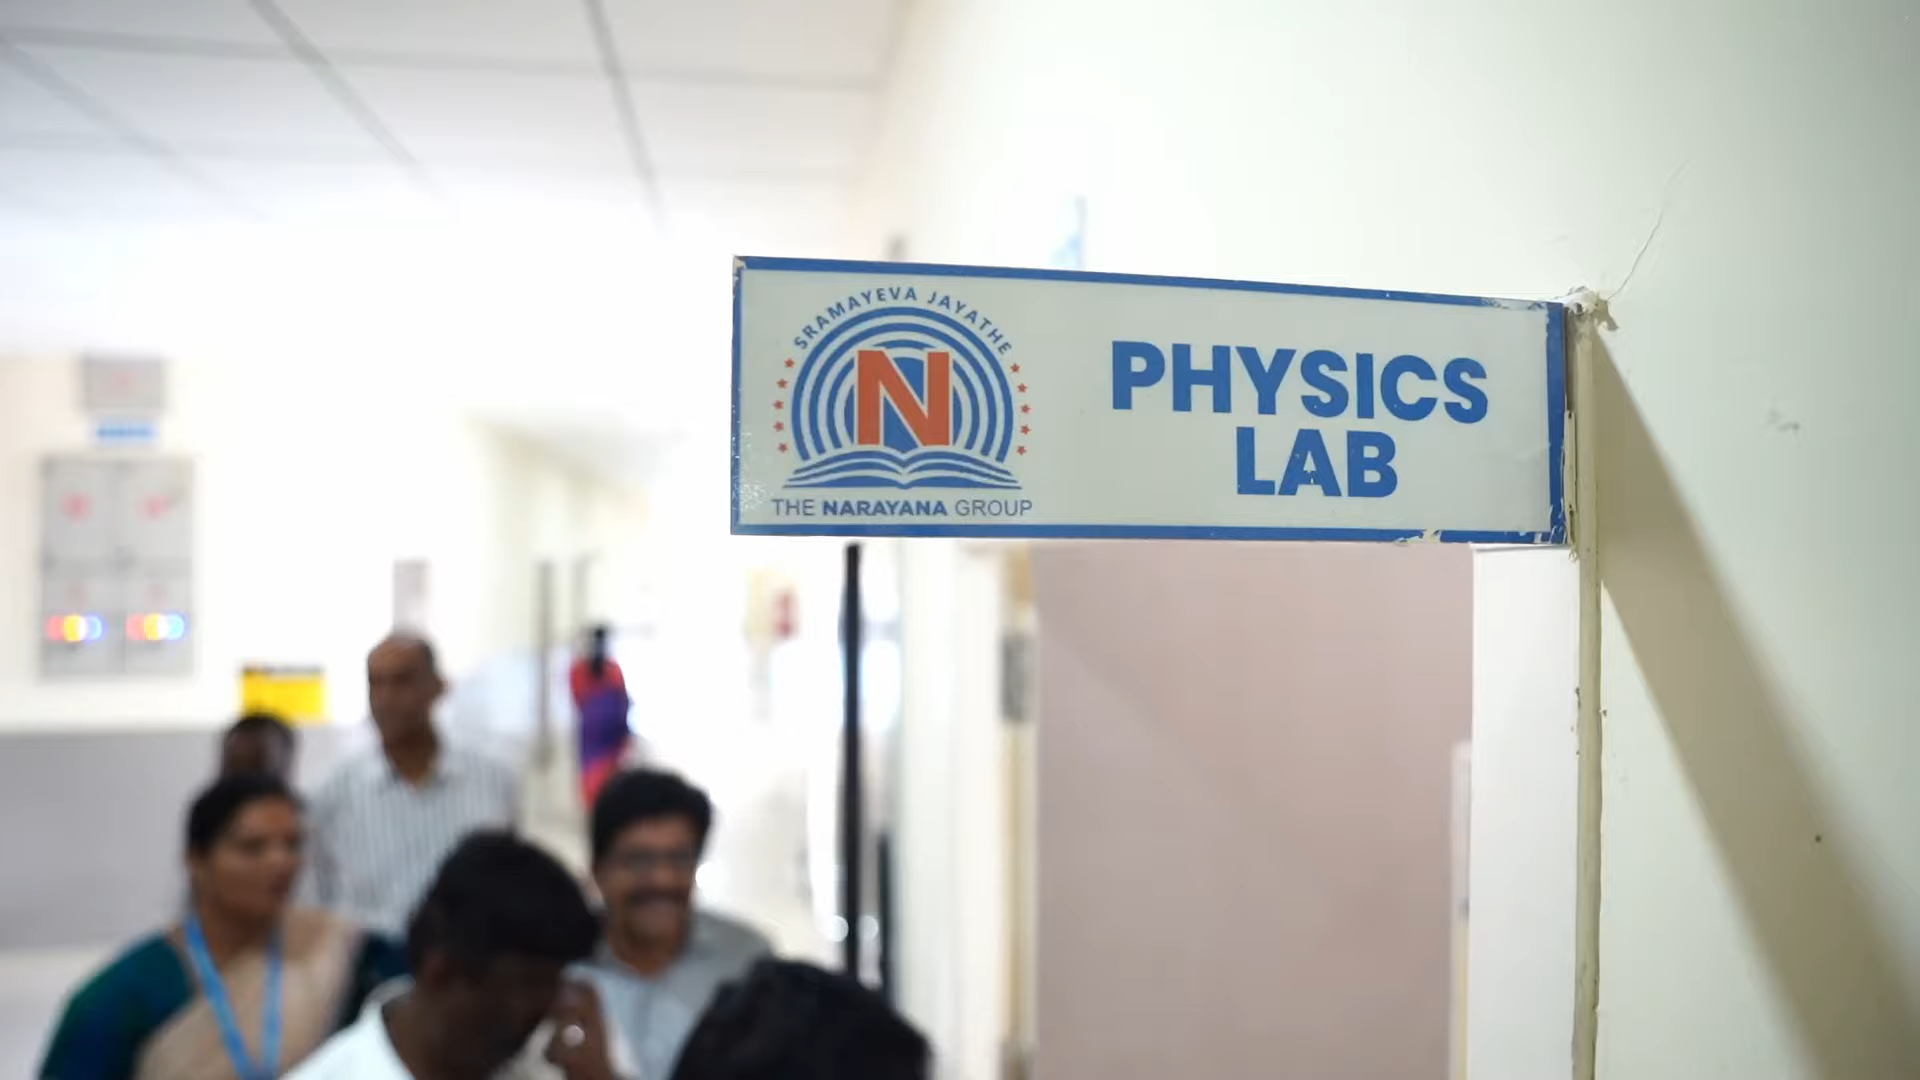 SRAMAYEVA JAYATHE
N
THE NARAYANA GROUP
PHYSICS
LAB